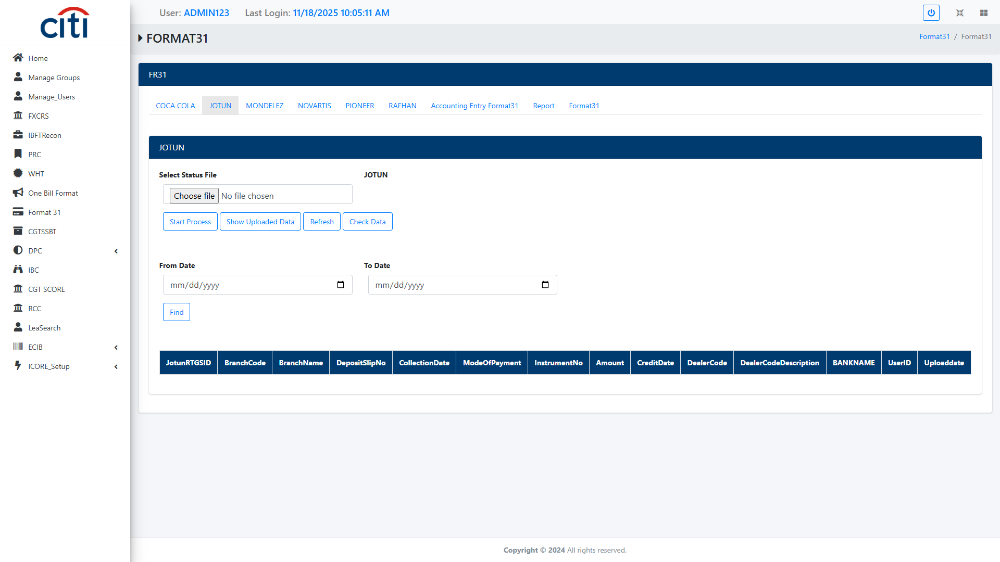 citi
User: ADMIN123 Last Login: 11/18/2025 10:05:11 AM
FORMAT31
Format31 / Format31
Home
Manage Groups
Manage_Users
FXCRS
IBFTRecon
PRC
WHT
One Bill Format
Format 31
CGTSSBT
DPC
IBC
CGT SCORE
RCC
LeaSearch
ECIB
ICORE_Setup
FR31
COCA COLA JOTUN MONDELEZ NOVARTIS PIONEER RAFHAN Accounting Entry Format31 Report Format31
JOTUN
Select Status File JOTUN
Choose file No file chosen
Start Process Show Uploaded Data Refresh Check Data
From Date To Date
mm/dd/yyyy mm/dd/yyyy
Find
JotunRTGSID BranchCode BranchName DepositSlipNo CollectionDate ModeOfPayment InstrumentNo Amount CreditDate DealerCode DealerCodeDescription BANKNAME UserID Uploaddate
Copyright © 2024 All rights reserved.